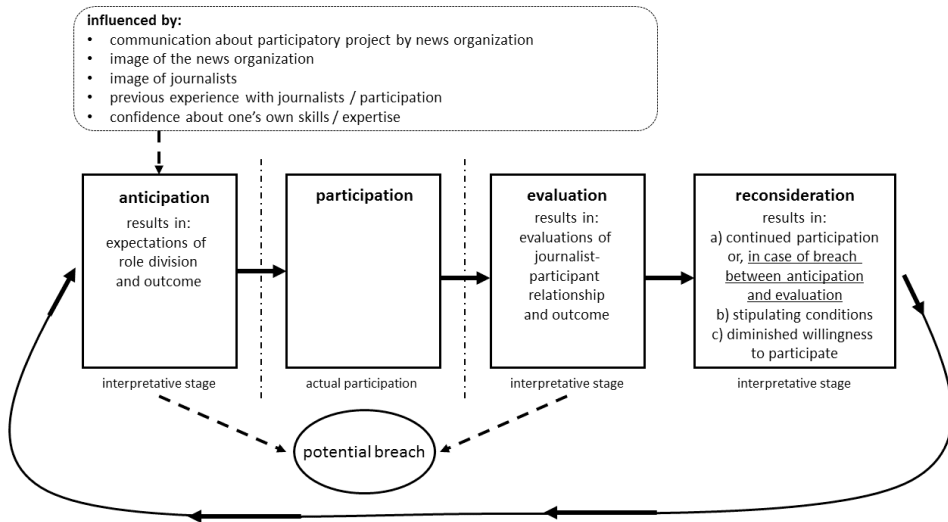 influenced by:
• communication about participatory project by news organization
• image of the news organization
• image of journalists
• previous experience with journalists / participation
• confidence about one's own skills / expertise
anticipation
results in:
expectations of
role division
and outcome
interpretative stage
participation
actual participation
evaluation
results in:
evaluations of
journalist-
participant
relationship
and outcome
interpretative stage
reconsideration
results in:
a) continued participation
or, in case of breach
between anticipation
and evaluation
b) stipulating conditions
c) diminished willingness
to participate
interpretative stage
potential breach